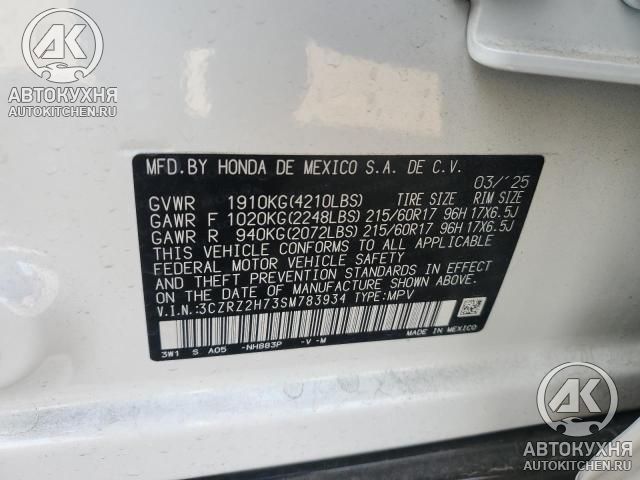 AK
АВТОКУХНЯ
AUTOKITCHEN.RU
MFD.BY HONDA DE MEXICO S.A. DE C.V.
03/'25
GVWR 1910KG(4210LBS) TIRE SIZE RIM SIZE
GAWR F 1020KG(2248LBS) 215/60R17 96H 17X6.5J
GAWR R 940KG(2072LBS) 215/60R17 96H 17X6.5J
THIS VEHICLE CONFORMS TO ALL APPLICABLE
FEDERAL MOTOR VEHICLE SAFETY
AND THEFT PREVENTION STANDARDS IN EFFECT
ON THE DATE OF MANUFACTURE SHOWN ABOVE.
V.I.N.:3CZRZ2H73SM783934 TYPE:MPV
MADE IN MEXICO
3W1 S A05 -NH883P -V -M
AK
АВТОКУХНЯ
AUTOKITCHEN.RU